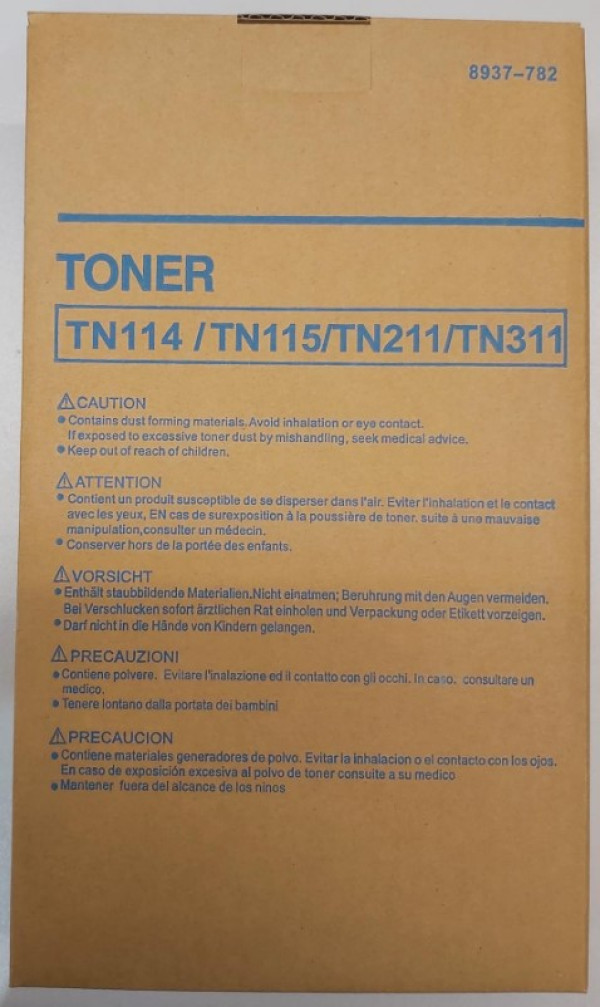 8937-782
TONER
TN114 /TN115/TN211/TN311
⚠CAUTION
● Contains dust forming materials. Avoid inhalation or eye contact.
If exposed to excessive toner dust by mishandling, seek medical advice.
● Keep out of reach of children.
⚠ATTENTION
● Contient un produit susceptible de se disperser dans l'air. Eviter l'inhalation et le contact
avec les yeux, EN cas de surexposition à la poussière de toner. suite à une mauvaise
manipulation,consulter un médecin.
● Conserver hors de la portée des enfants.
⚠VORSICHT
● Enthält staubbildende Materialien.Nicht einatmen; Beruhrung mit den Augen vermeiden.
Bei Verschlucken sofort ärztlichen Rat einholen und Verpackung oder Etikett vorzeigen.
● Darf nicht in die Hände von Kindern gelangen.
⚠PRECAUZIONI
● Contiene polvere. Evitare l'inalazione ed il contatto con gli occhi. In caso. consultare un
medico.
● Tenere lontano dalla portata dei bambini
⚠PRECAUCION
● Contiene materiales generadores de polvo. Evitar la inhalacion o el contacto con los ojos.
En caso de exposición excesiva al polvo de toner consuite a su medico
● Mantener fuera del alcance de los ninos